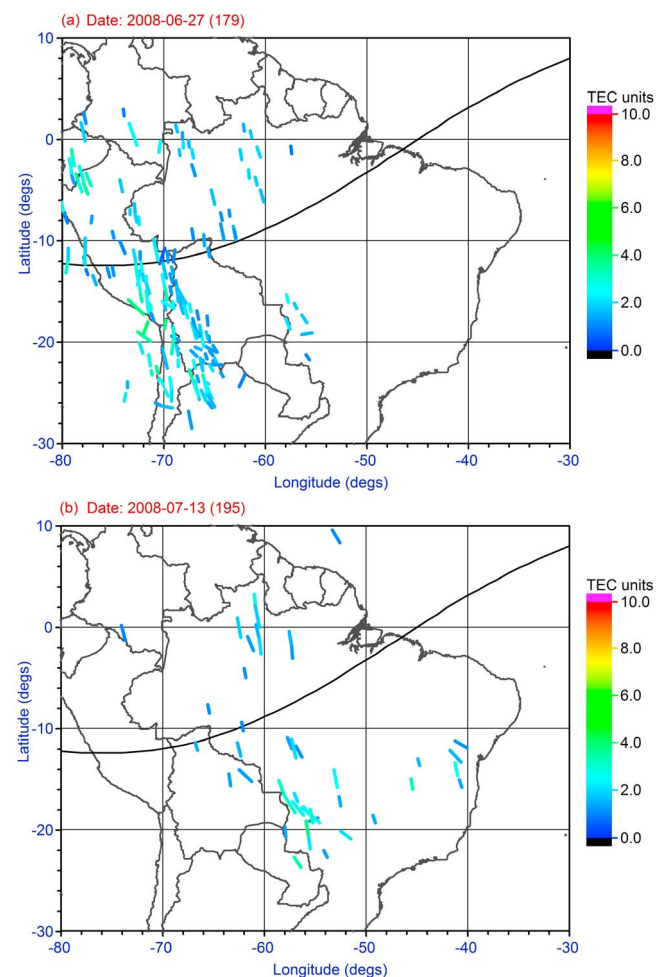 (a) Date: 2008-06-27 (179)
10
0
-10
-20
-30
Latitude (degs)
-80 -70 -60 -50 -40 -30
Longitude (degs)
TEC units
10.0
8.0
6.0
4.0
2.0
0.0
(b) Date: 2008-07-13 (195)
10
0
-10
-20
-30
Latitude (degs)
-80 -70 -60 -50 -40 -30
Longitude (degs)
TEC units
10.0
8.0
6.0
4.0
2.0
0.0